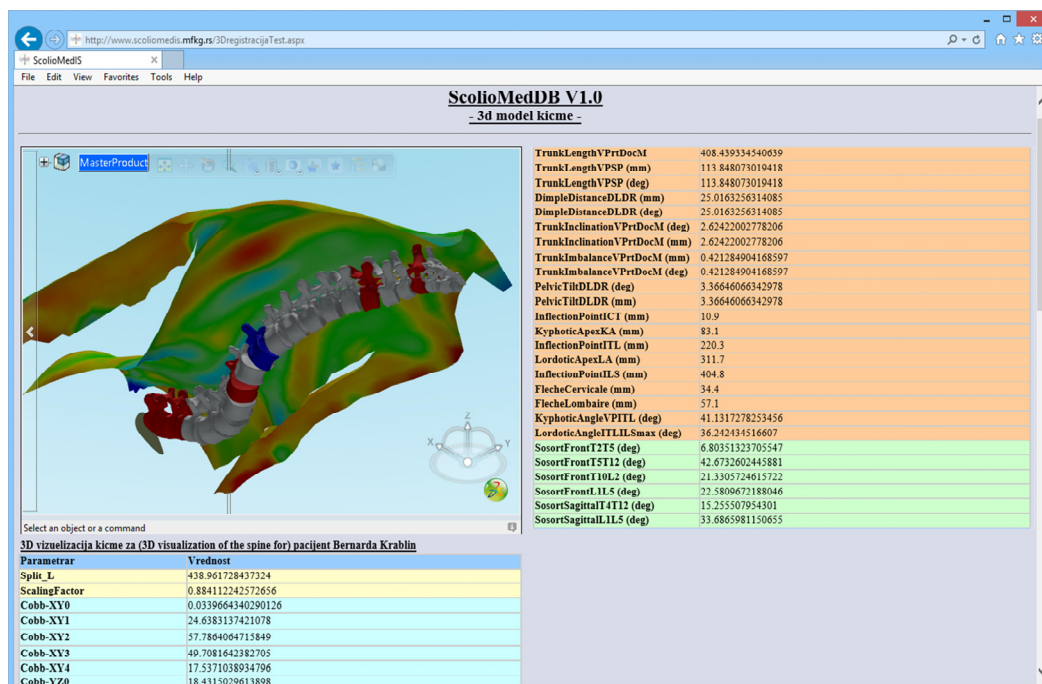 http://www.scoliomedis.mfkg.rs/3DregistracijaTest.aspx
ScolioMedIS
File Edit View Favorites Tools Help
ScolioMedDB V1.0
- 3d model kicme -
MasterProduct
Z
X
Y
Select an object or a command
TrunkLengthVPrtDocM 408.439334540639
TrunkLengthVPSP (mm) 113.848073019418
TrunkLengthVPSP (deg) 113.848073019418
DimpleDistanceDLDR (mm) 25.0163256314085
DimpleDistanceDLDR (deg) 25.0163256314085
TrunkInclinationVPrtDocM (deg) 2.62422002778206
TrunkInclinationVPrtDocM (mm) 2.62422002778206
TrunkImbalanceVPrtDocM (mm) 0.421284904168597
TrunkImbalanceVPrtDocM (deg) 0.421284904168597
PelvicTiltDLDR (deg) 3.36646066342978
PelvicTiltDLDR (mm) 3.36646066342978
InflectionPointICT (mm) 10.9
KyphoticApexKA (mm) 83.1
InflectionPointITL (mm) 220.3
LordoticApexLA (mm) 311.7
InflectionPointILS (mm) 404.8
FlecheCervicale (mm) 34.4
FlecheLombaire (mm) 57.1
KyphoticAngleVPITL (deg) 41.1317278253456
LordoticAngleITLILSmax (deg) 36.242434516607
SosortFrontT2T5 (deg) 6.80351323705547
SosortFrontT5T12 (deg) 42.6732602445881
SosortFrontT10L2 (deg) 21.3305724615722
SosortFrontL1L5 (deg) 22.5809672188046
SosortSagittalT4T12 (deg) 15.255507954301
SosortSagittalL1L5 (deg) 33.6865981150655
3D vizuelizacija kicme za (3D visualization of the spine for) pacijent Bernarda Krablin
Parametrar Vrednost
Split_L 438.961728437324
ScalingFactor 0.884112242572656
Cobb-XY0 0.0339664340290126
Cobb-XY1 24.6383137421078
Cobb-XY2 57.7864064715849
Cobb-XY3 49.7081642382705
Cobb-XY4 17.5371038934796
Cobb-YZ0 18.4315029613898